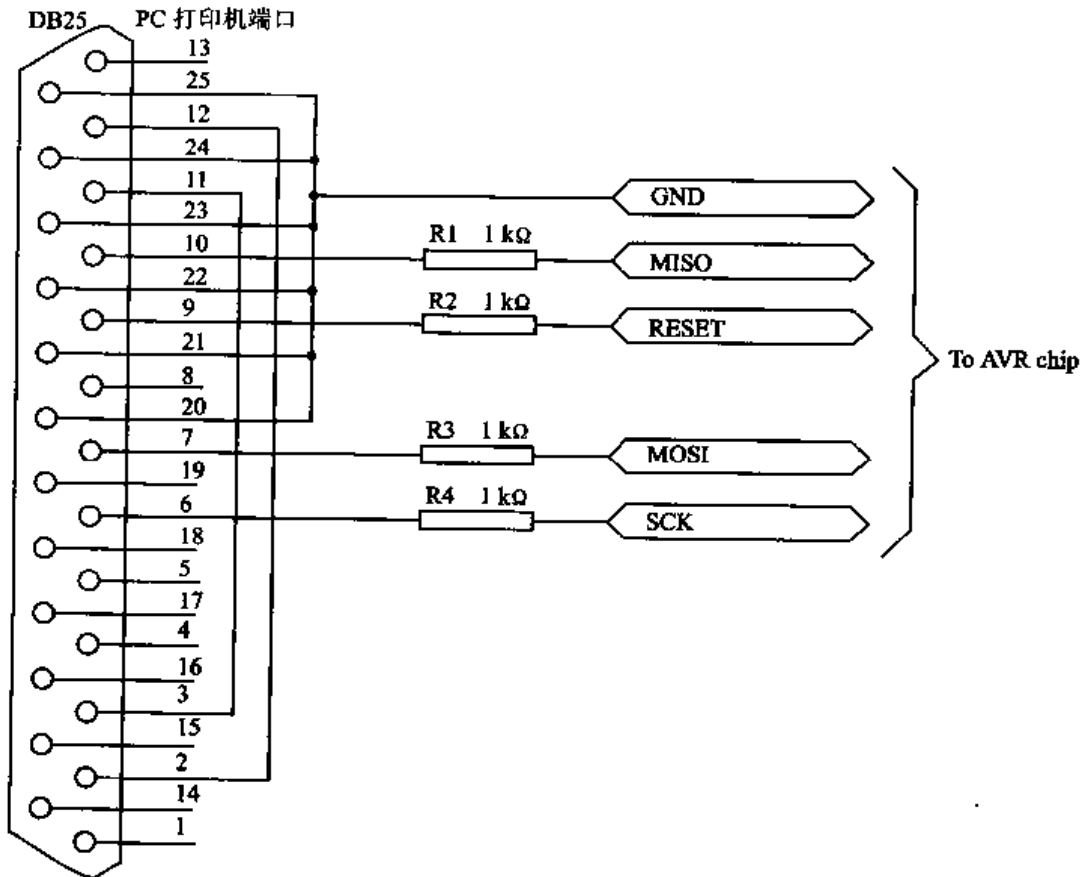 DB25 PC 打印机端口
13
25
12
24
11
23
10
22
9
21
8
20
7
19
6
18
5
17
4
16
3
15
2
14
1
GND
R1 1 kΩ
MISO
R2 1 kΩ
RESET
R3 1 kΩ
MOSI
R4 1 kΩ
SCK
To AVR chip